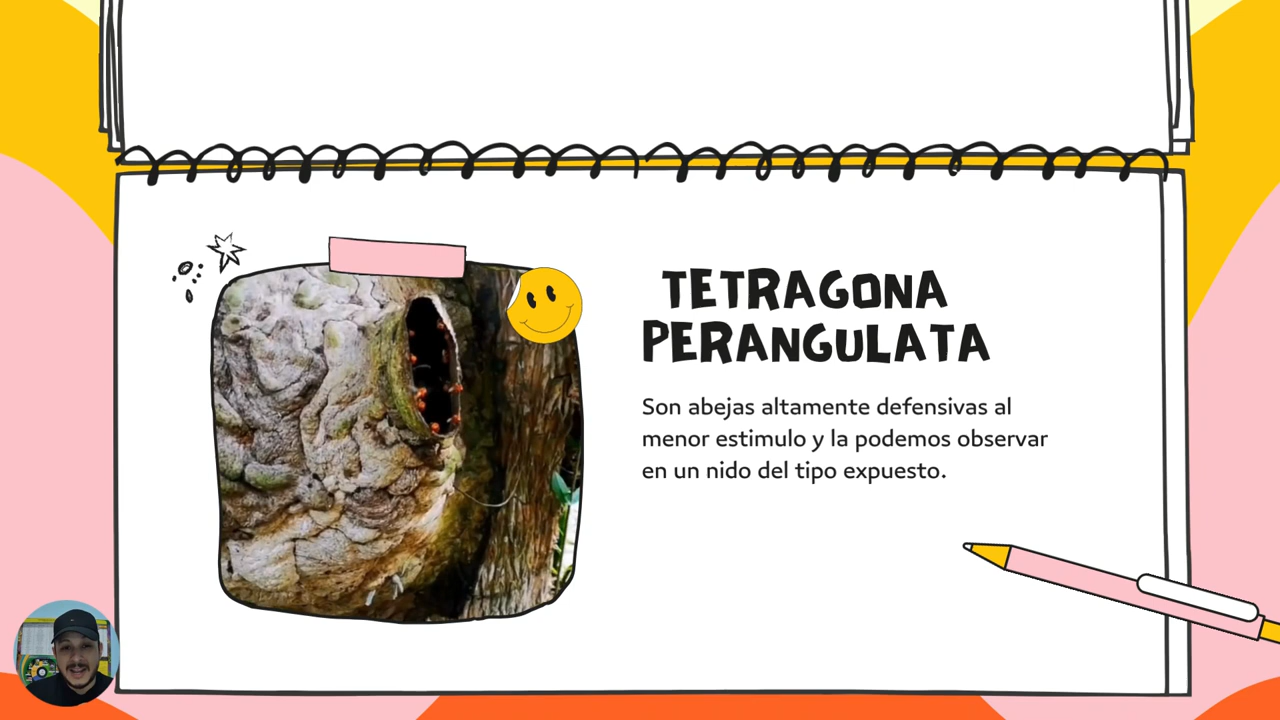 TETRAGONA
PERANGULATA
Son abejas altamente defensivas al
menor estimulo y la podemos observar
en un nido del tipo expuesto.